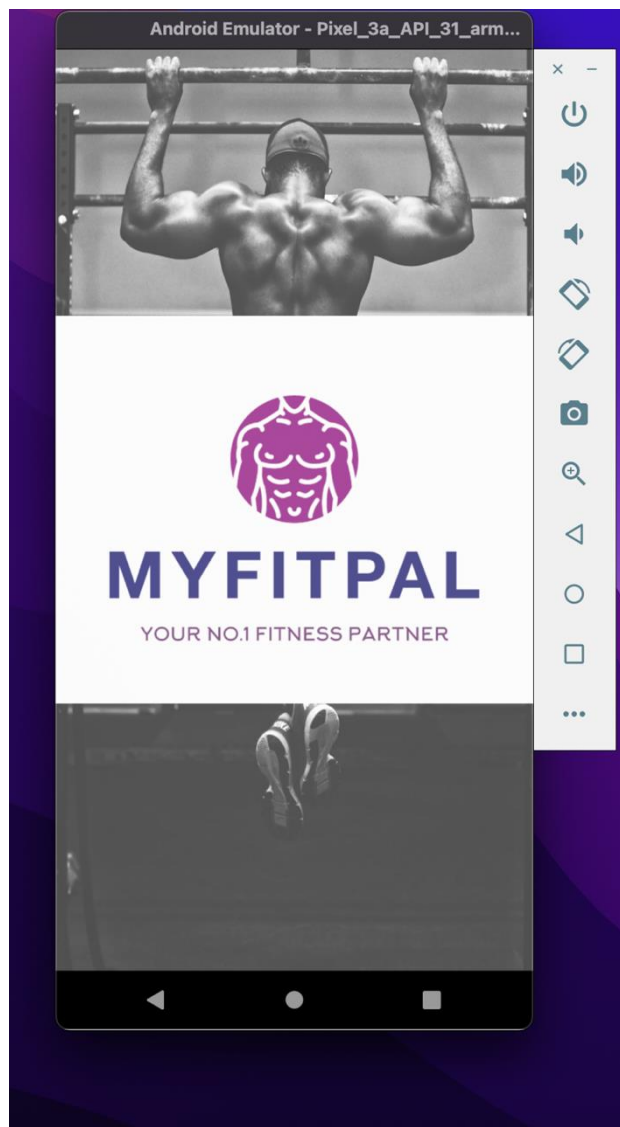 Android Emulator - Pixel_3a_API_31_arm...
MYFITPAL
YOUR NO.1 FITNESS PARTNER